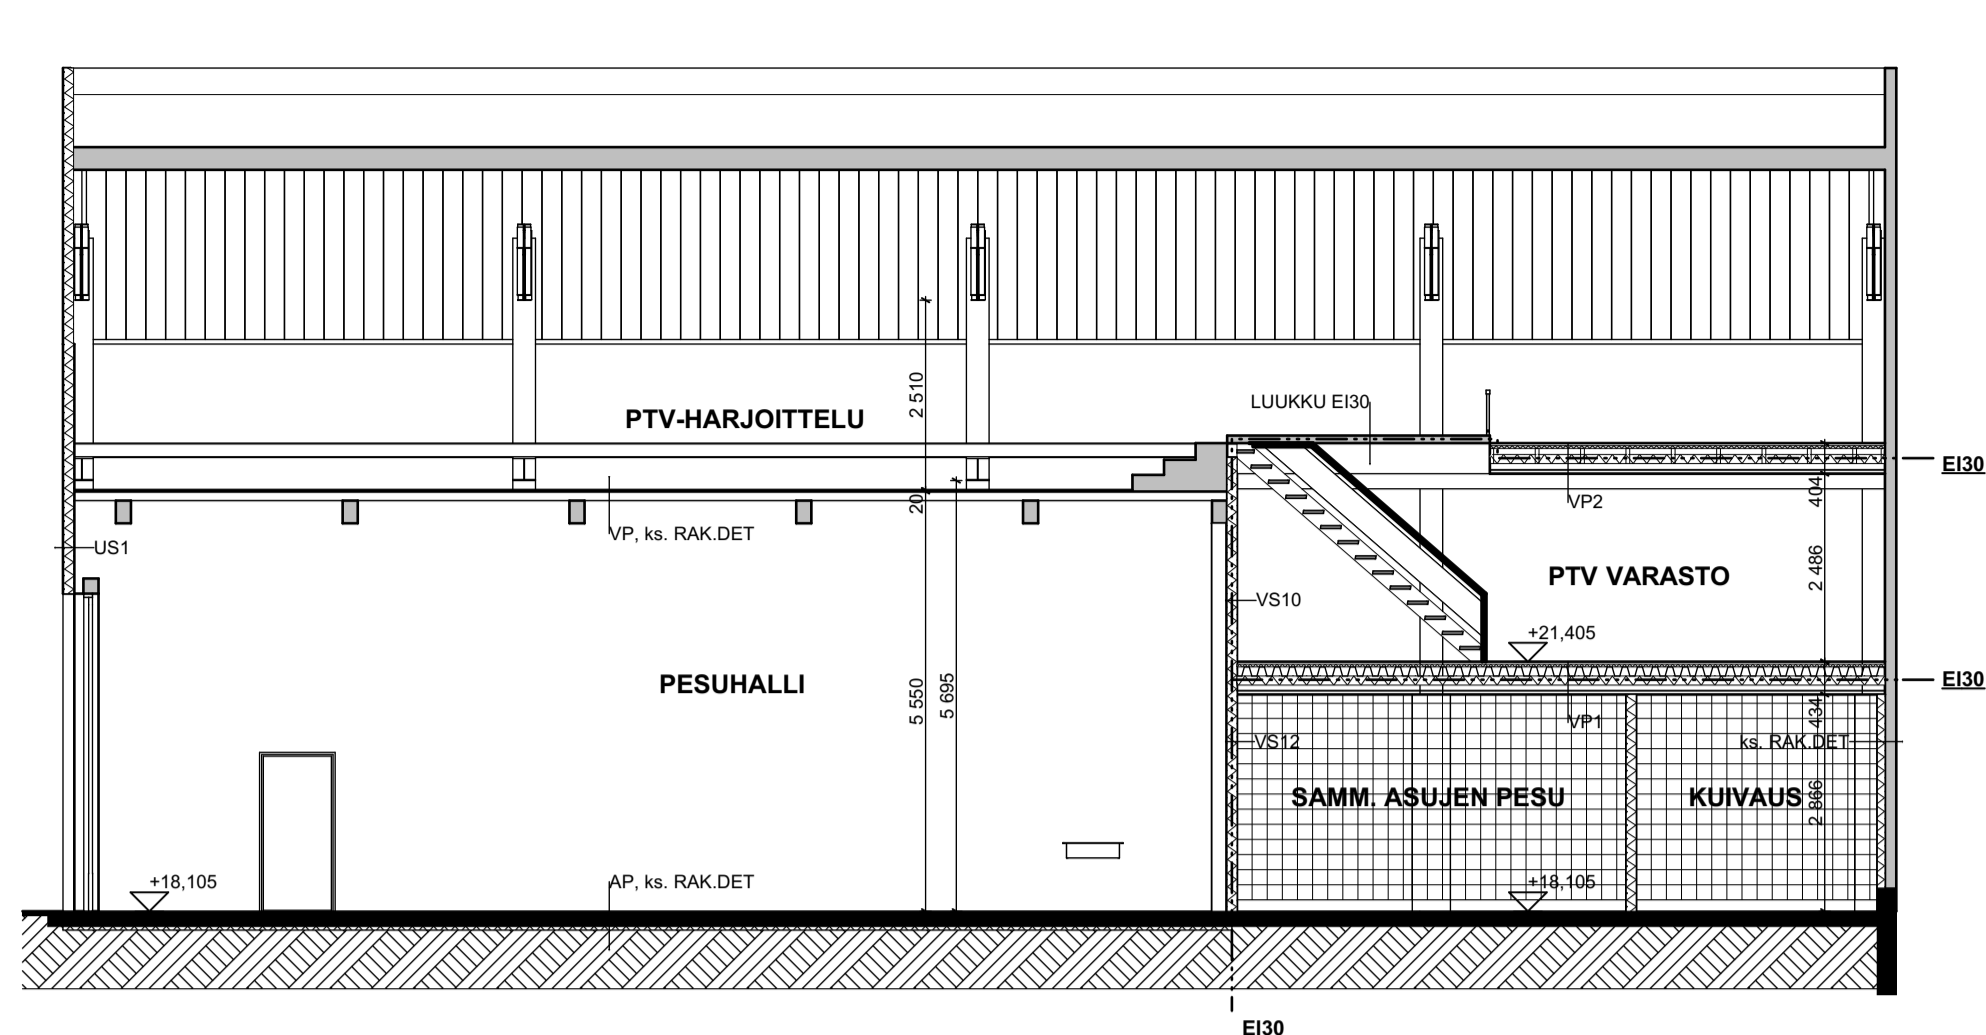 2 510
LUUKKU EI30
PTV-HARJOITTELU
EI30
404
20
VP2
VP, ks. RAK.DET
US1
2 486
PTV VARASTO
VS10
+21,405
PESUHALLI
5 550
5 695
EI30
434
VP1
VS12
ks. RAK.DET
SAMM. ASUJEN PESU
KUIVAUS
2 866
+18,105
AP, ks. RAK.DET
+18,105
EI30